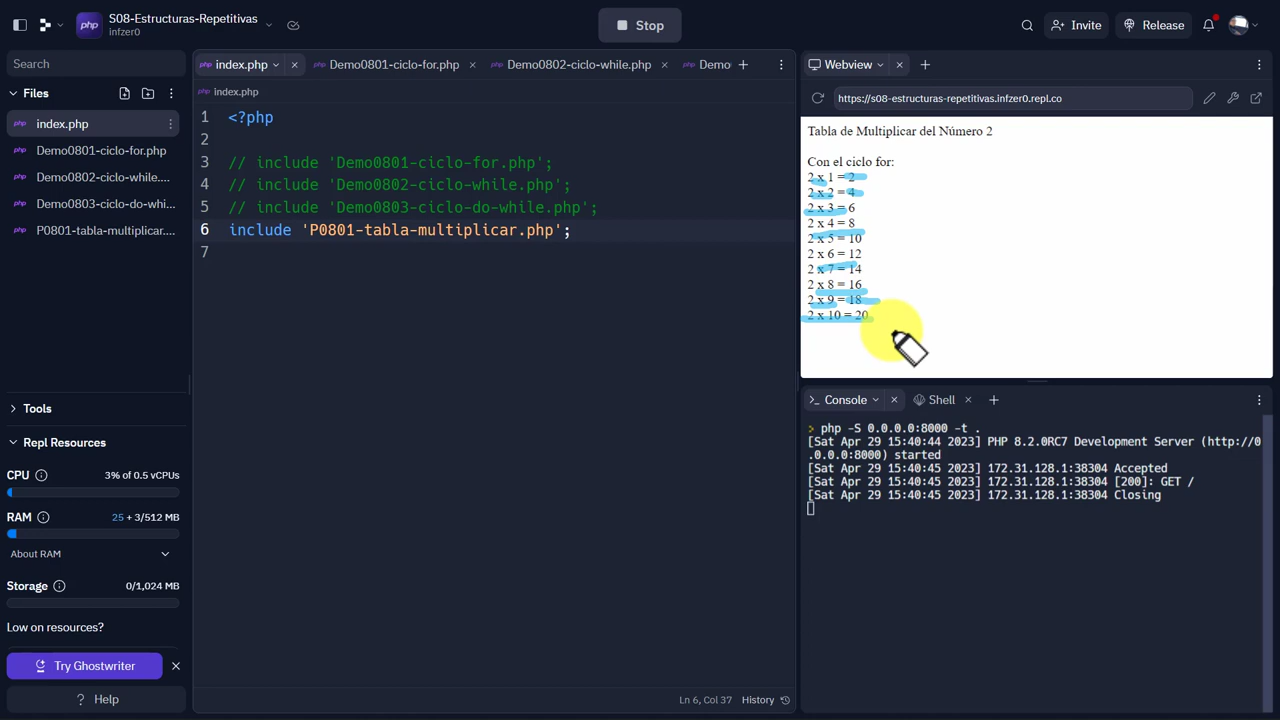 php
S08-Estructuras-Repetitivas
infzer0
Stop
Invite
Release
Search
php index.php
php Demo0801-ciclo-for.php
php Demo0802-ciclo-while.php
php Demo
Webview
Files
php index.php
php index.php
php Demo0801-ciclo-for.php
php Demo0802-ciclo-while....
php Demo0803-ciclo-do-whi...
php P0801-tabla-multiplicar....
1 <?php
2
3 // include 'Demo0801-ciclo-for.php';
4 // include 'Demo0802-ciclo-while.php';
5 // include 'Demo0803-ciclo-do-while.php';
6 include 'P0801-tabla-multiplicar.php';
7
https://s08-estructuras-repetitivas.infzer0.repl.co
Tabla de Multiplicar del Número 2
Con el ciclo for:
2 x 1 = 2
2 x 2 = 4
2 x 3 = 6
2 x 4 = 8
2 x 5 = 10
2 x 6 = 12
2 x 7 = 14
2 x 8 = 16
2 x 9 = 18
2 x 10 = 20
Tools
Repl Resources
CPU
3% of 0.5 vCPUs
RAM
25 + 3/512 MB
About RAM
Storage
0/1,024 MB
Low on resources?
Try Ghostwriter
? Help
Console
Shell
> php -S 0.0.0.0:8000 -t .
[Sat Apr 29 15:40:44 2023] PHP 8.2.0RC7 Development Server (http://0
.0.0.0:8000) started
[Sat Apr 29 15:40:45 2023] 172.31.128.1:38304 Accepted
[Sat Apr 29 15:40:45 2023] 172.31.128.1:38304 [200]: GET /
[Sat Apr 29 15:40:45 2023] 172.31.128.1:38304 Closing
Ln 6, Col 37
History